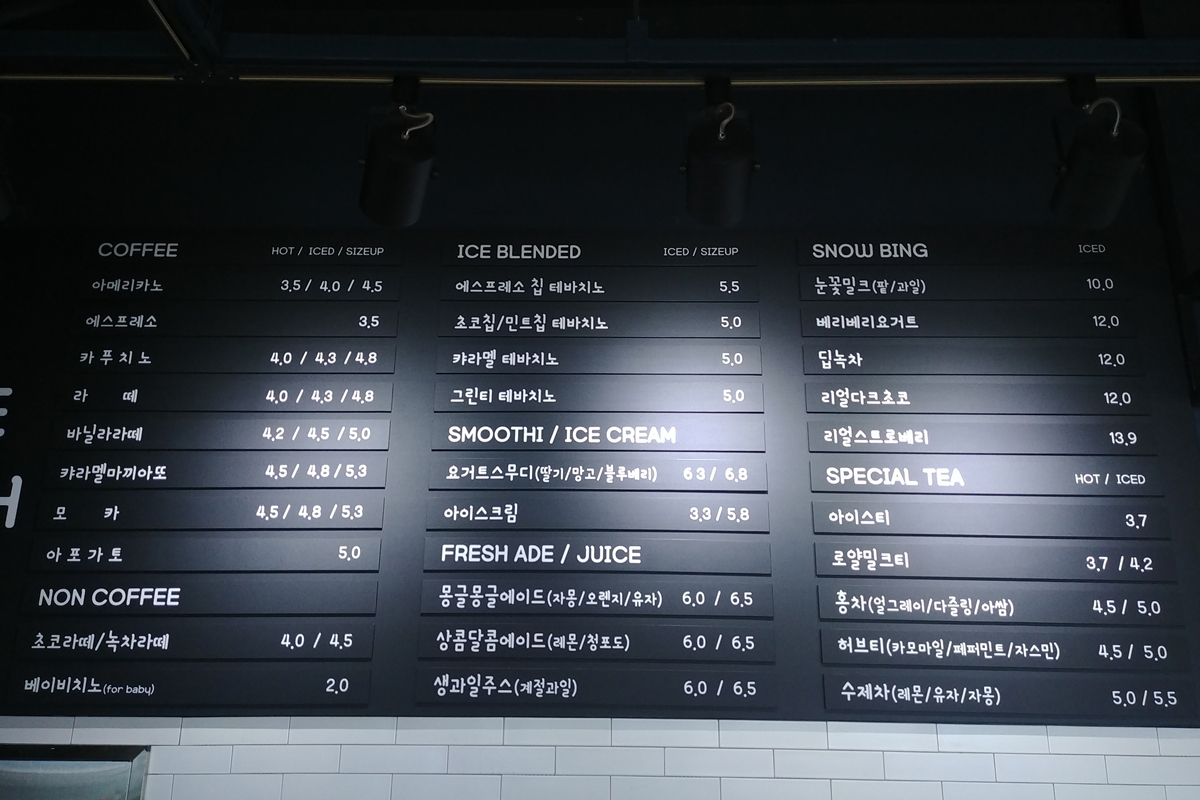 COFFEE HOT / ICED / SIZEUP
아메리카노 3.5 / 4.0 / 4.5
에스프레소 3.5
카 푸 치 노 4.0 / 4.3 / 4.8
라 떼 4.0 / 4.3 / 4.8
바닐라라떼 4.2 / 4.5 / 5.0
캬라멜마끼아또 4.5 / 4.8 / 5.3
모 카 4.5 / 4.8 / 5.3
아 포 가 토 5.0
NON COFFEE
초코라떼/녹차라떼 4.0 / 4.5
베이비치노(for baby) 2.0
ICE BLENDED ICED / SIZEUP
에스프레소 칩 테바치노 5.5
초코칩/민트칩 테바치노 5.0
캬라멜 테바치노 5.0
그린티 테바치노 5.0
SMOOTHI / ICE CREAM
요거트스무디(딸기/망고/블루베리) 6.3 / 6.8
아이스크림 3.3 / 5.8
FRESH ADE / JUICE
몽글몽글에이드(자몽/오렌지/유자) 6.0 / 6.5
상콤달콤에이드(레몬/청포도) 6.0 / 6.5
생과일주스(계절과일) 6.0 / 6.5
SNOW BING ICED
눈꽃밀크(팥/과일) 10.0
베리베리요거트 12.0
딥녹차 12.0
리얼다크초코 12.0
리얼스트로베리 13.9
SPECIAL TEA HOT / ICED
아이스티 3.7
로얄밀크티 3.7 / 4.2
홍차(얼그레이/다즐링/아쌈) 4.5 / 5.0
허브티(카모마일/페퍼민트/자스민) 4.5 / 5.0
수제차(레몬/유자/자몽) 5.0 / 5.5